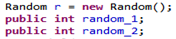 Random r = new Random();
public int random_1;
public int random_2;